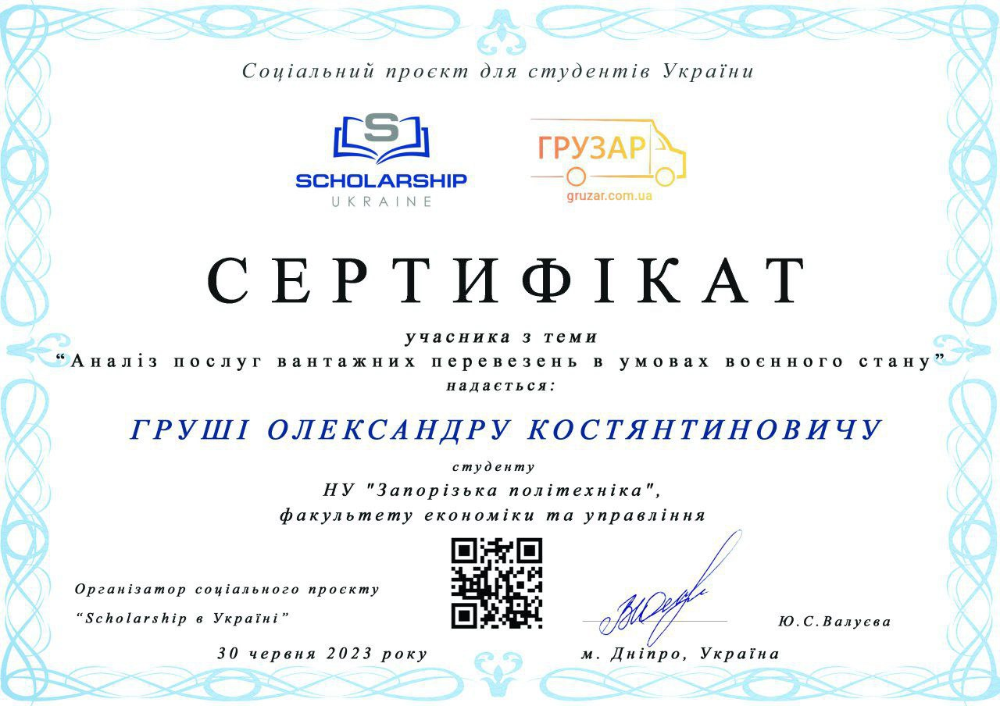 Соціальний проєкт для студентів України
S
SCHOLARSHIP
UKRAINE
ГРУЗАР
gruzar.com.ua
СЕРТИФІКАТ
учасника з теми
“Аналіз послуг вантажних перевезень в умовах воєнного стану”
надається:
ГРУШІ ОЛЕКСАНДРУ КОСТЯНТИНОВИЧУ
студенту
НУ "Запорізька політехніка",
факультету економіки та управління
Організатор соціального проєкту
“Scholarship в Україні”
Ю.С.Валуєва
30 червня 2023 року
м. Дніпро, Україна